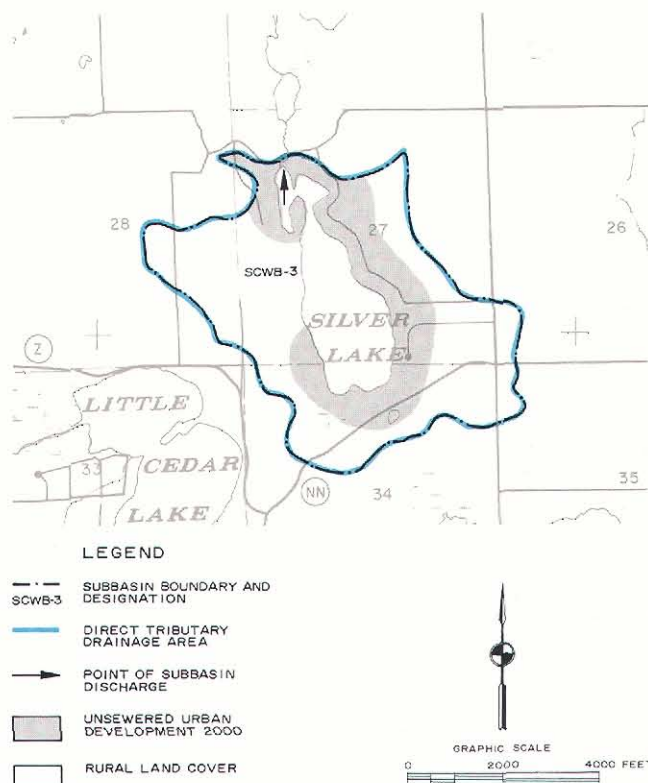 28
27
26
SCWB-3
SILVER
LAKE
Z
LITTLE
33
CEDAR
LAKE
NN
34
35
LEGEND
SCWB-3
SUBBASIN BOUNDARY AND
DESIGNATION
DIRECT TRIBUTARY
DRAINAGE AREA
POINT OF SUBBASIN
DISCHARGE
UNSEWERED URBAN
DEVELOPMENT 2000
RURAL LAND COVER
GRAPHIC SCALE
0 2000 4000 FEET